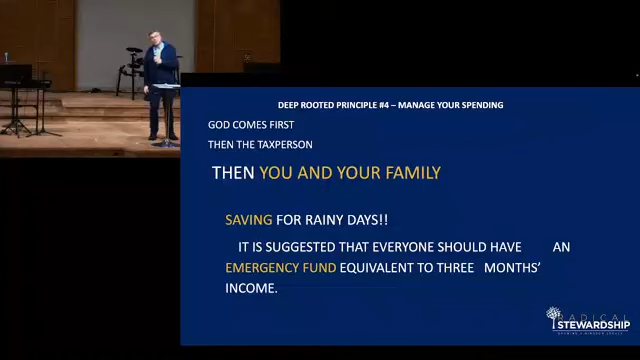 DEEP ROOTED PRINCIPLE #4 – MANAGE YOUR SPENDING
GOD COMES FIRST
THEN THE TAXPERSON
THEN YOU AND YOUR FAMILY
SAVING FOR RAINY DAYS!!
IT IS SUGGESTED THAT EVERYONE SHOULD HAVE AN
EMERGENCY FUND EQUIVALENT TO THREE MONTHS'
INCOME.
RADICAL
STEWARDSHIP